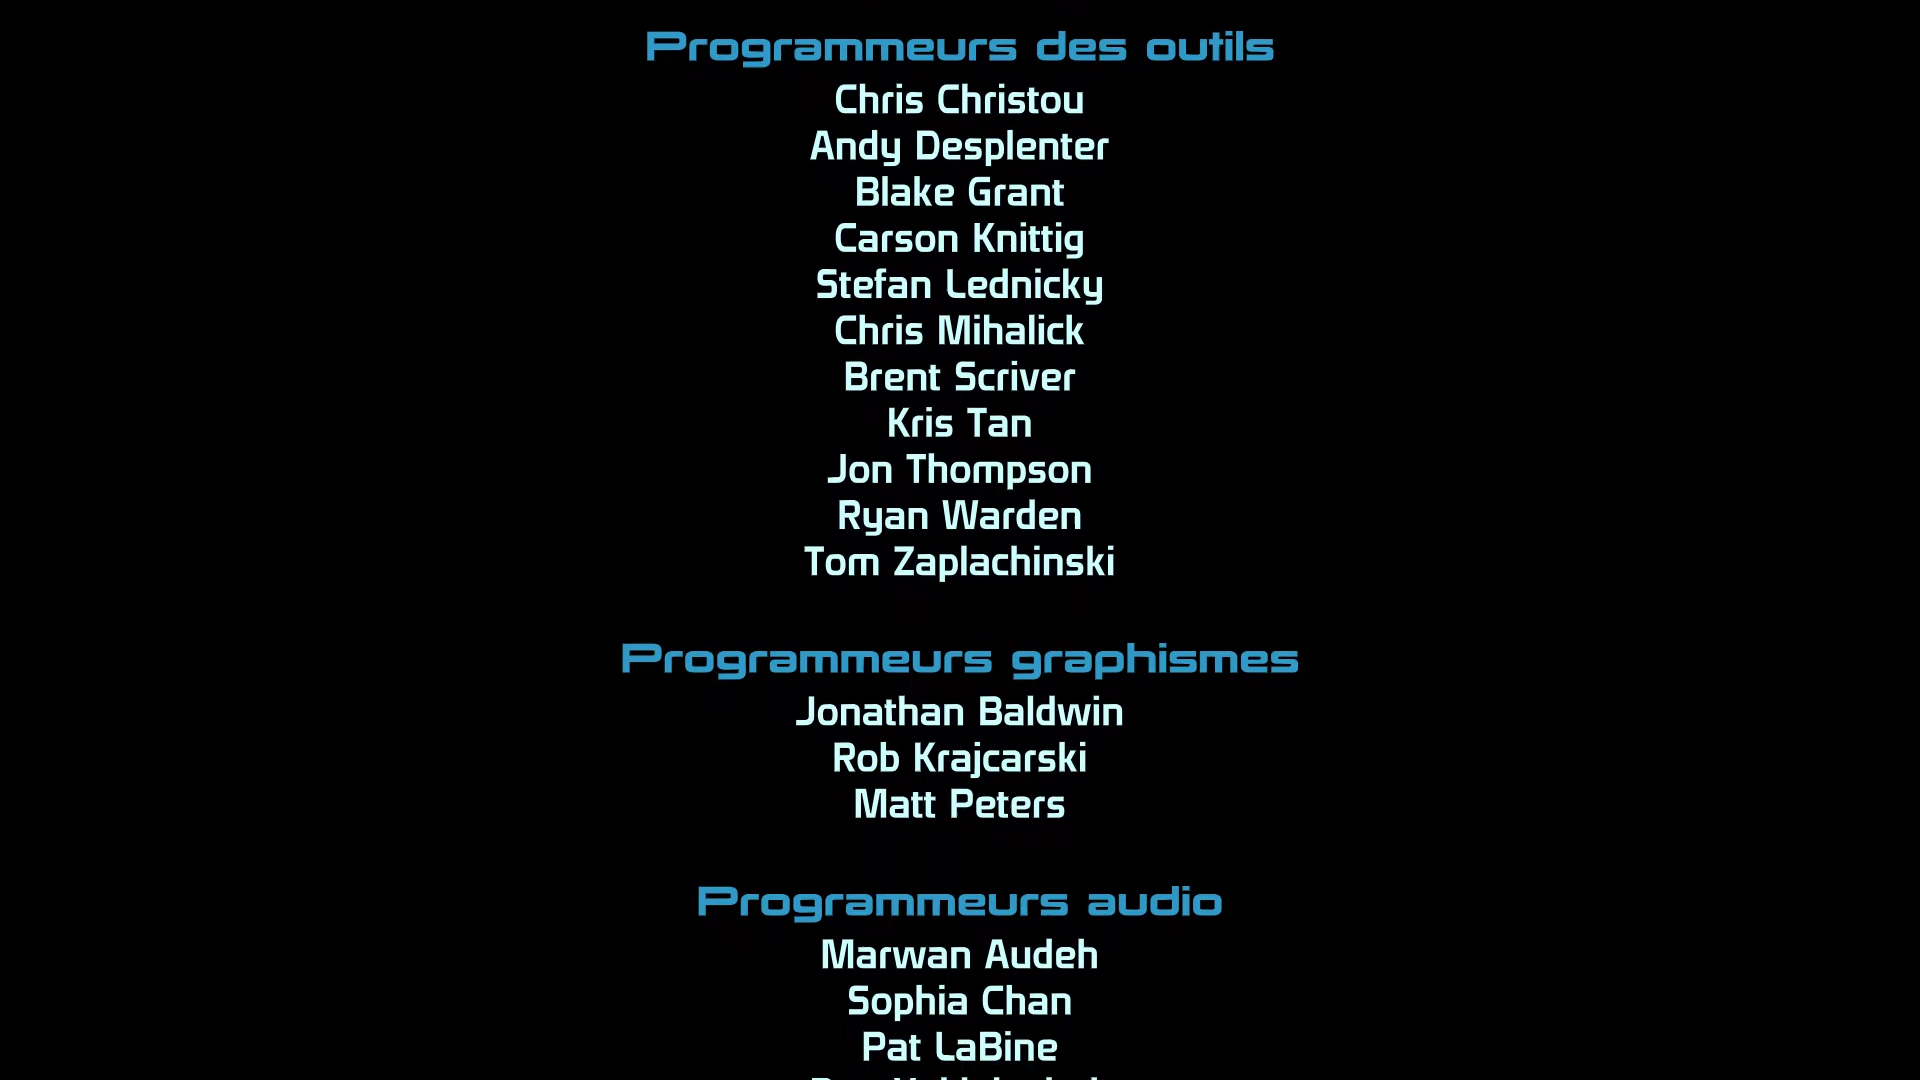 Programmeurs des outils
Chris Christou
Andy Desplenter
Blake Grant
Carson Knittig
Stefan Lednicky
Chris Mihalick
Brent Scriver
Kris Tan
Jon Thompson
Ryan Warden
Tom Zaplachinski
Programmeurs graphismes
Jonathan Baldwin
Rob Krajcarski
Matt Peters
Programmeurs audio
Marwan Audeh
Sophia Chan
Pat LaBine